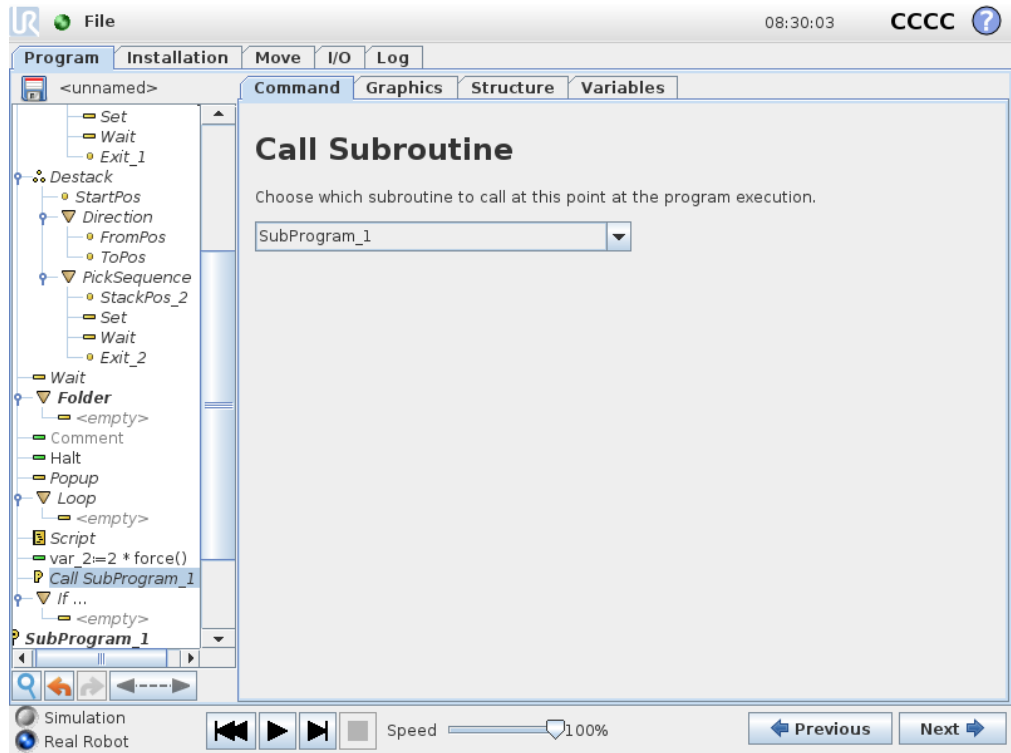 UR File 08:30:03 CCCC ?
Program Installation Move I/O Log
<unnamed> Command Graphics Structure Variables
Set
Wait
Exit_1
Destack
StartPos
Direction
FromPos
ToPos
PickSequence
StackPos_2
Set
Wait
Exit_2
Wait
Folder
<empty>
Comment
Halt
Popup
Loop
<empty>
Script
var_2:=2 * force()
Call SubProgram_1
If ...
<empty>
SubProgram_1
Call Subroutine
Choose which subroutine to call at this point at the program execution.
SubProgram_1
Simulation
Real Robot
Speed 100%
Previous Next